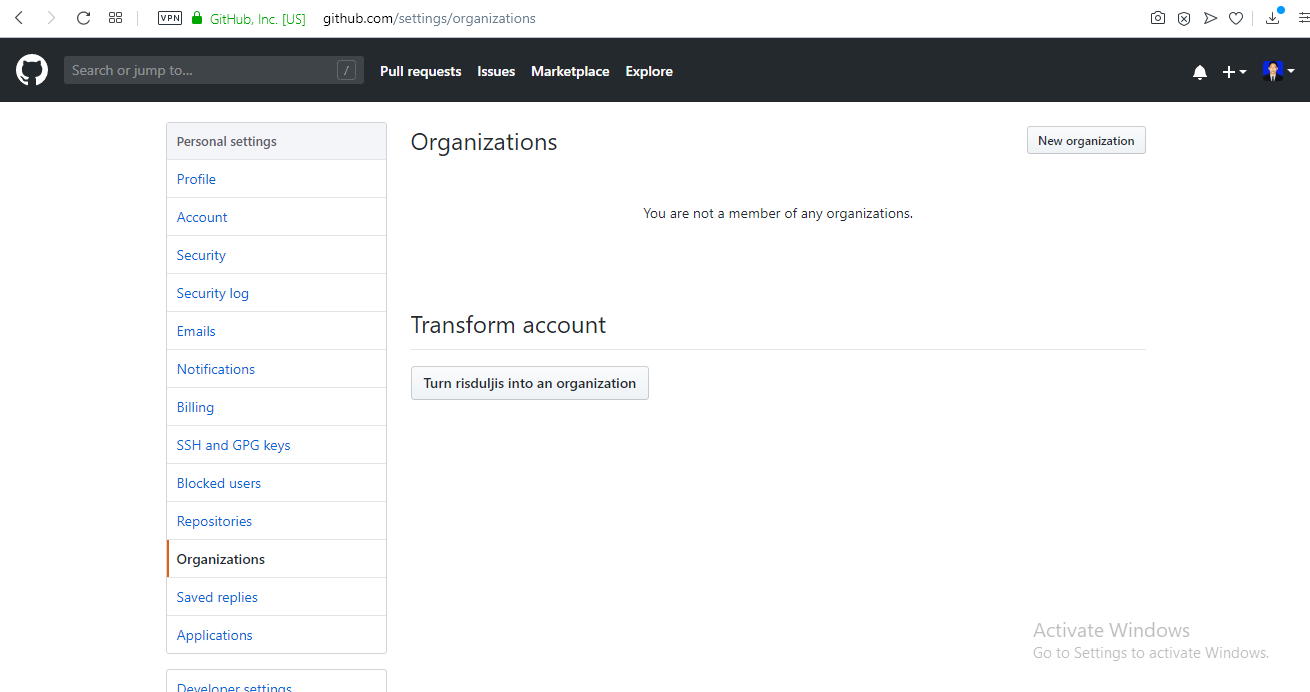 VPN GitHub, Inc. [US] github.com/settings/organizations
Search or jump to... / Pull requests Issues Marketplace Explore
Personal settings
Profile
Account
Security
Security log
Emails
Notifications
Billing
SSH and GPG keys
Blocked users
Repositories
Organizations
Saved replies
Applications
Developer settings
Organizations
New organization
You are not a member of any organizations.
Transform account
Turn risduljis into an organization
Activate Windows
Go to Settings to activate Windows.